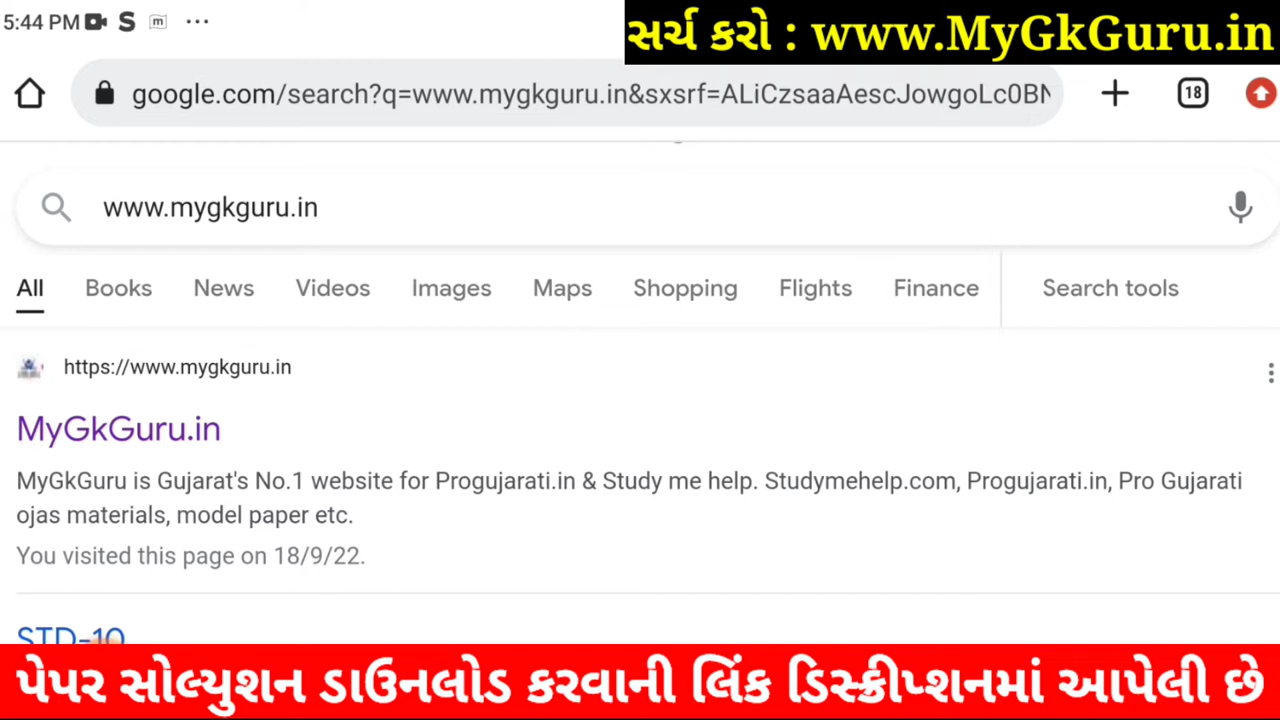 5:44 PM S m ...
સર્ચ કરો : www.MyGkGuru.in
google.com/search?q=www.mygkguru.in&sxsrf=ALiCzsaaAescJowgoLc0BN
18
www.mygkguru.in
All Books News Videos Images Maps Shopping Flights Finance Search tools
https://www.mygkguru.in
MyGkGuru.in
MyGkGuru is Gujarat's No.1 website for Progujarati.in & Study me help. Studymehelp.com, Progujarati.in, Pro Gujarati
ojas materials, model paper etc.
You visited this page on 18/9/22.
STD-10
પેપર સોલ્યુશન ડાઉનલોડ કરવાની લિંક ડિસ્ક્રીપ્શનમાં આપેલી છે